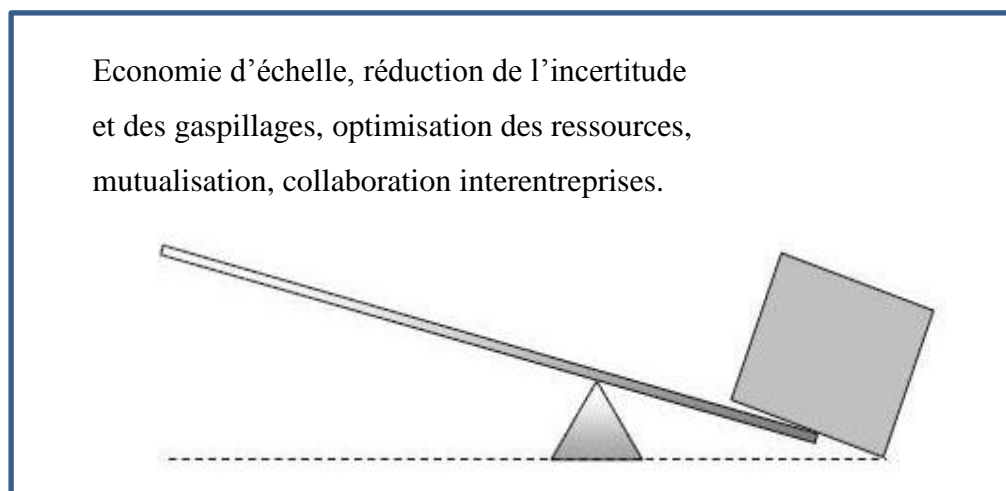 Economie d’échelle, réduction de l’incertitude
et des gaspillages, optimisation des ressources,
mutualisation, collaboration interentreprises.